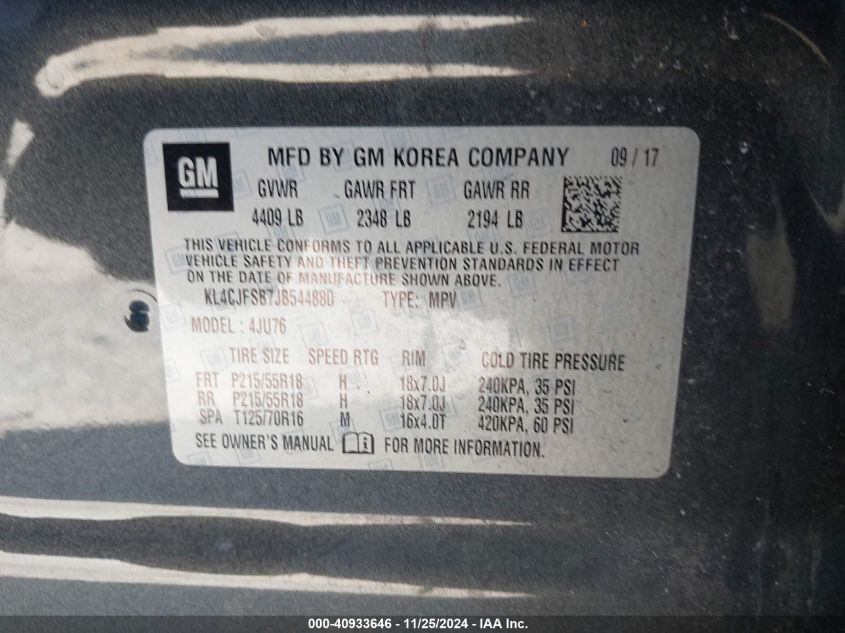 GM
MFD BY GM KOREA COMPANY 09 / 17
GVWR GAWR FRT GAWR RR
4409 LB 2348 LB 2194 LB
THIS VEHICLE CONFORMS TO ALL APPLICABLE U.S. FEDERAL MOTOR
VEHICLE SAFETY AND THEFT PREVENTION STANDARDS IN EFFECT
ON THE DATE OF MANUFACTURE SHOWN ABOVE.
KL4CJFSB7JB544880 TYPE: MPV
MODEL : 4JU76
TIRE SIZE SPEED RTG RIM COLD TIRE PRESSURE
FRT P215/55R18 H 18x7.0J 240KPA, 35 PSI
RR P215/55R18 H 18x7.0J 240KPA, 35 PSI
SPA T125/70R16 M 16x4.0T 420KPA, 60 PSI
SEE OWNER'S MANUAL FOR MORE INFORMATION.
000-40933646 - 11/25/2024 - IAA Inc.